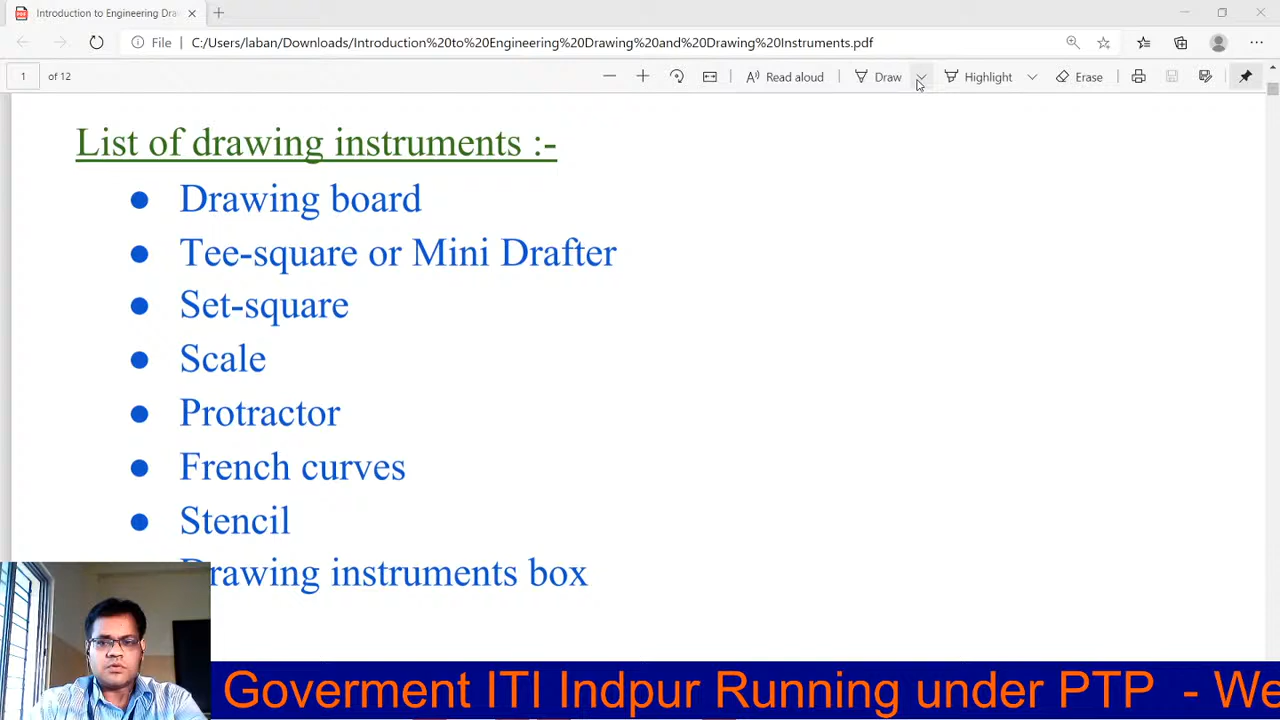 Introduction to Engineering Dra
File
C:/Users/laban/Downloads/Introduction%20to%20Engineering%20Drawing%20and%20Drawing%20Instruments.pdf
1 of 12
Read aloud
Draw
Highlight
Erase
List of drawing instruments :-
● Drawing board
● Tee-square or Mini Drafter
● Set-square
● Scale
● Protractor
● French curves
● Stencil
Drawing instruments box
Goverment ITI Indpur Running under PTP - We